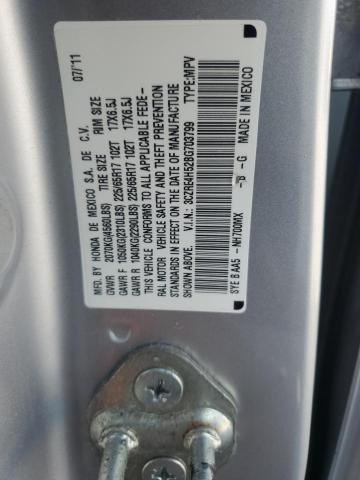 MFD. BY HONDA DE MEXICO S.A. DE C.V. 07/'11
TIRE SIZE RIM SIZE
GVWR 2070KG(4560LBS)
GAWR F 1050KG(2310LBS) 225/65R17 102T 17X6.5J
GAWR R 1040KG(2290LBS) 225/65R17 102T 17X6.5J
THIS VEHICLE CONFORMS TO ALL APPLICABLE FEDE-
RAL MOTOR VEHICLE SAFETY AND THEFT PREVENTION
STANDARDS IN EFFECT ON THE DATE OF MANUFACTURE
SHOWN ABOVE. V.I.N.: 3CZRE4H52BG703799 TYPE:MPV
SYE B AA5 -NH700MX -B -G MADE IN MEXICO